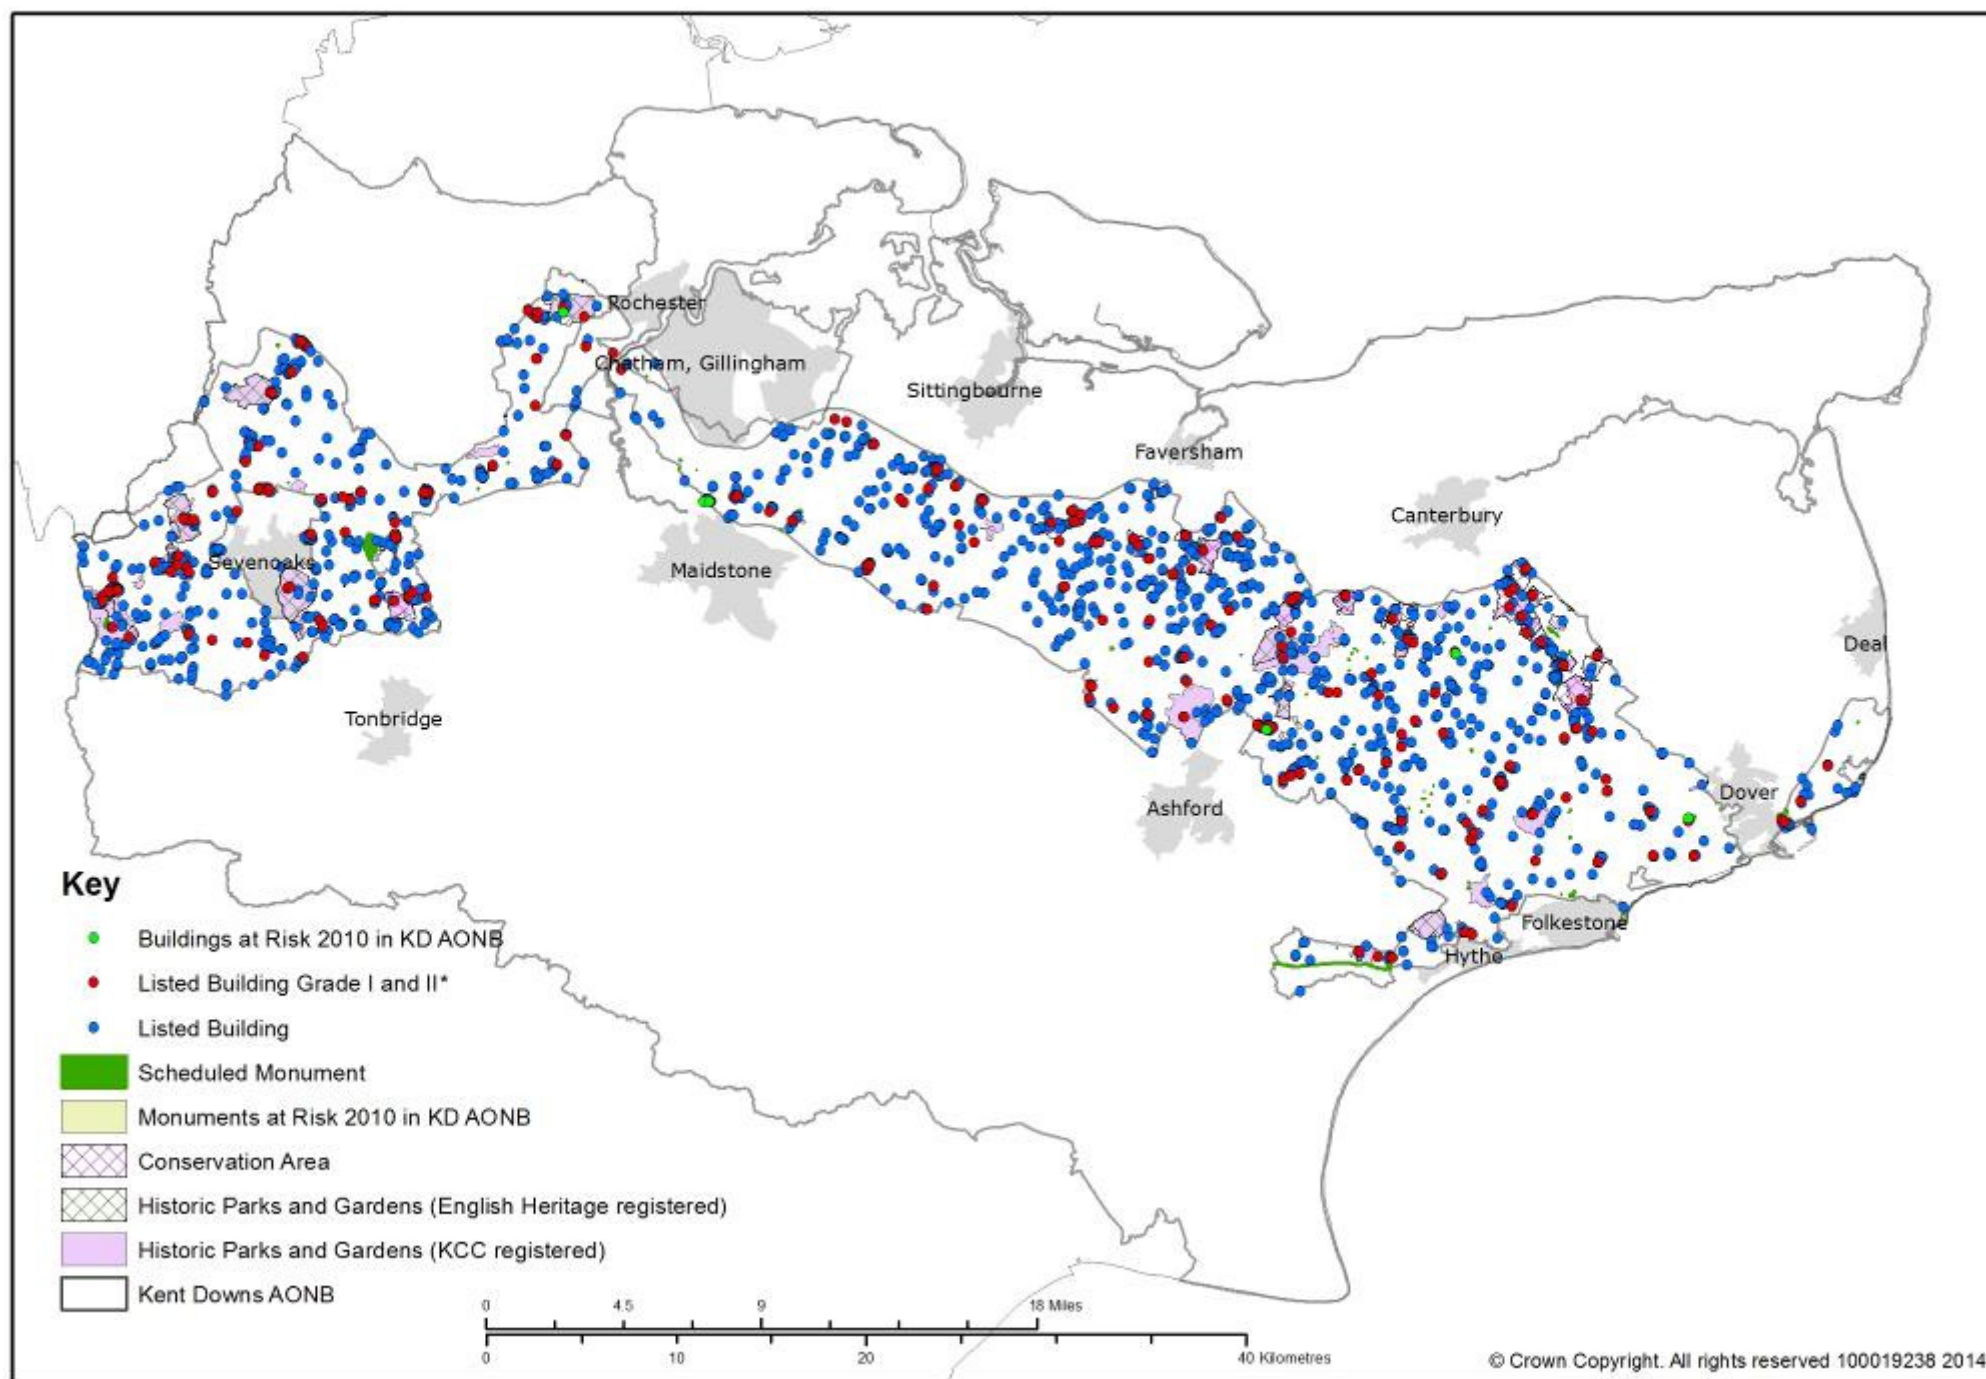 Rochester
Chatham, Gillingham
Sittingbourne
Faversham
Canterbury
Sevenoaks
Maidstone
Deal
Tonbridge
Ashford
Dover
Folkestone
Hythe
Key
Buildings at Risk 2010 in KD AONB
Listed Building Grade I and II*
Listed Building
Scheduled Monument
Monuments at Risk 2010 in KD AONB
Conservation Area
Historic Parks and Gardens (English Heritage registered)
Historic Parks and Gardens (KCC registered)
Kent Downs AONB
0 4.5 9 18 Miles
0 10 20 40 Kilometres
© Crown Copyright. All rights reserved 100019238 2014